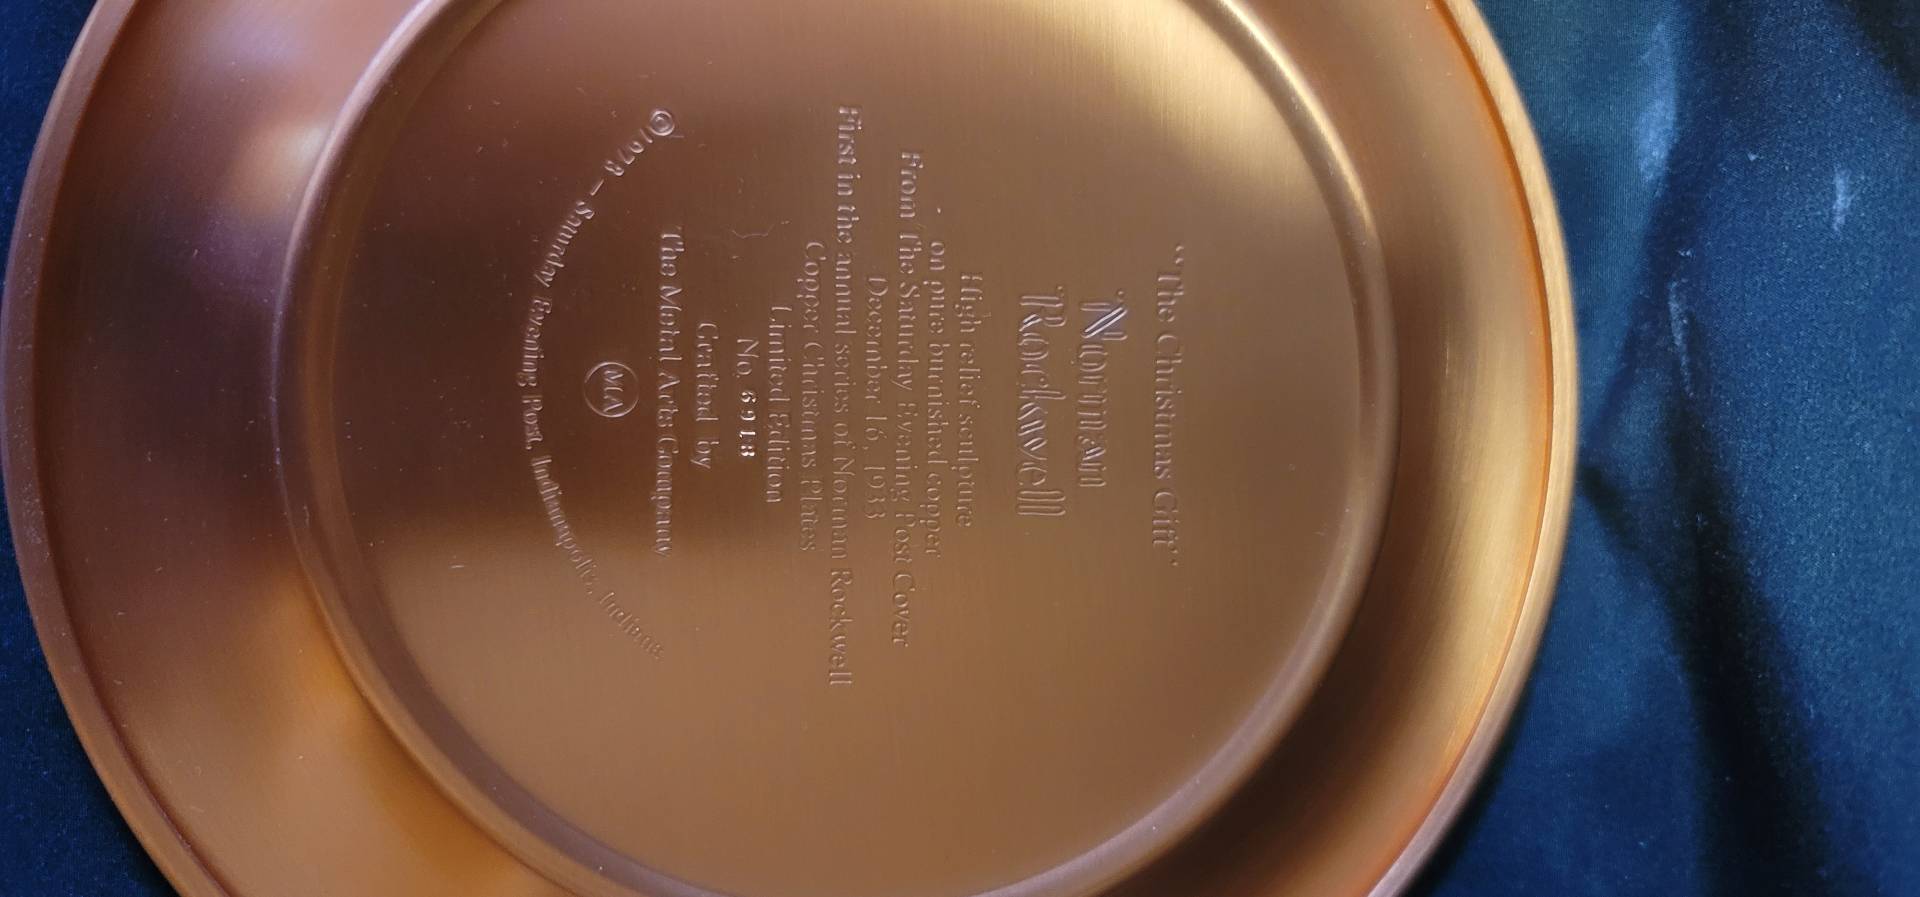 "The Christmas Gift"
Norman
Rockwell
High relief sculpture
on pure burnished copper
From The Saturday Evening Post Cover
December 16, 1933
First in the annual series of Norman Rockwell
Copper Christmas Plates
Limited Edition
No. 6918
Crafted by
The Metal Arts Company
MA
©1978 – Saturday Evening Post, Indianapolis, Indiana